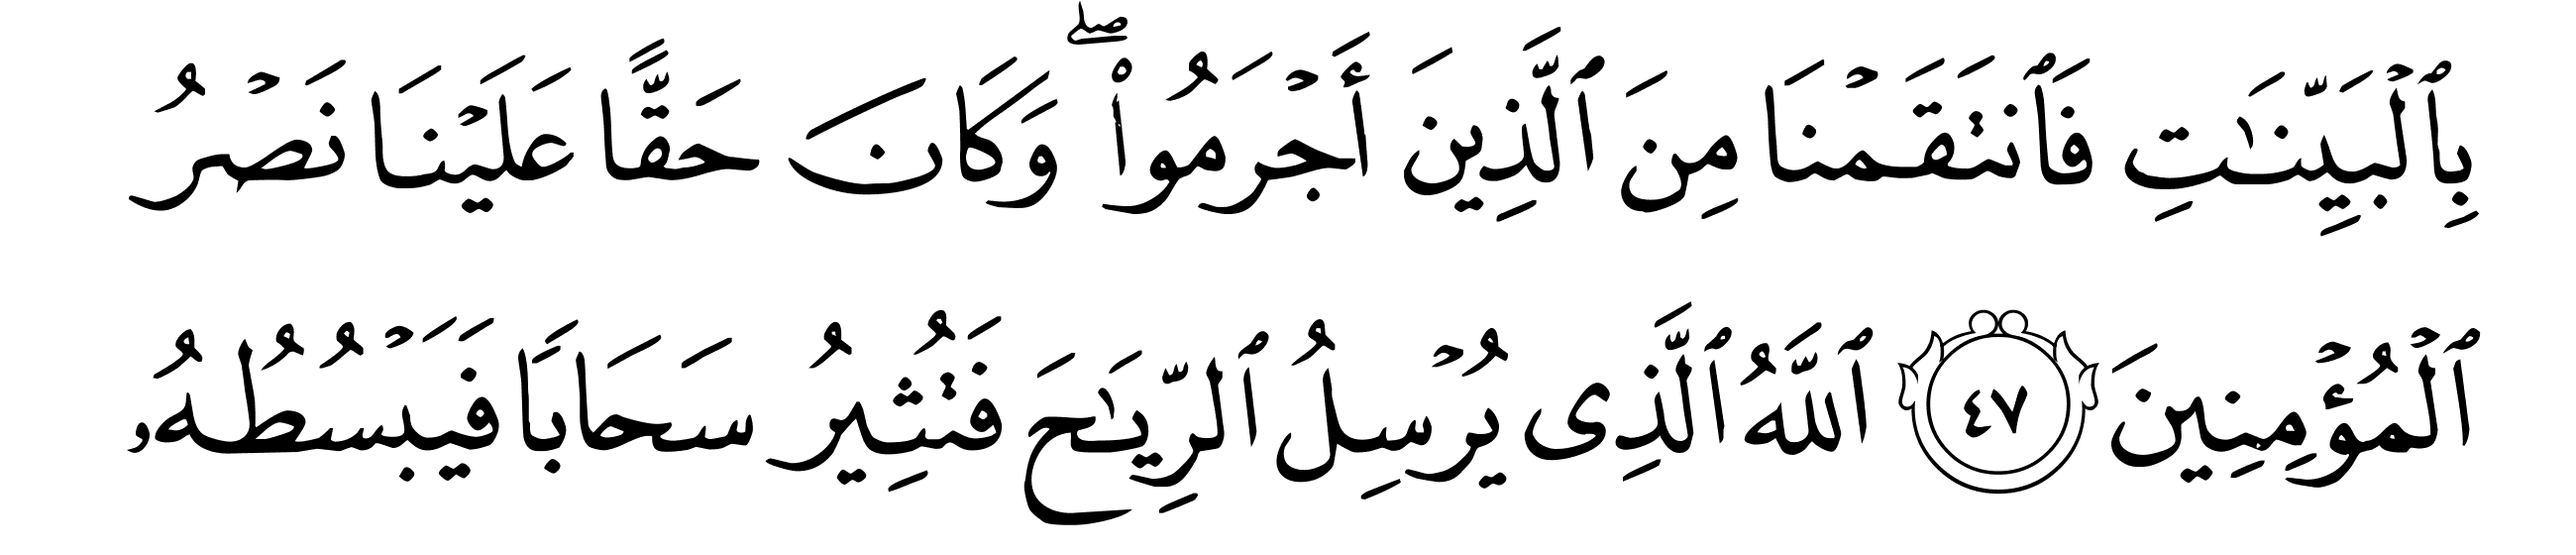 بِٱلۡبَيِّنَٰتِ فَٱنتَقَمۡنَا مِنَ ٱلَّذِينَ أَجۡرَمُواْۖ وَكَانَ حَقًّا عَلَيۡنَا نَصۡرُ
ٱلۡمُؤۡمِنِينَ ٤٧ ٱللَّهُ ٱلَّذِى يُرۡسِلُ ٱلرِّيَٰحَ فَتُثِيرُ سَحَابًا فَيَبۡسُطُهُۥ